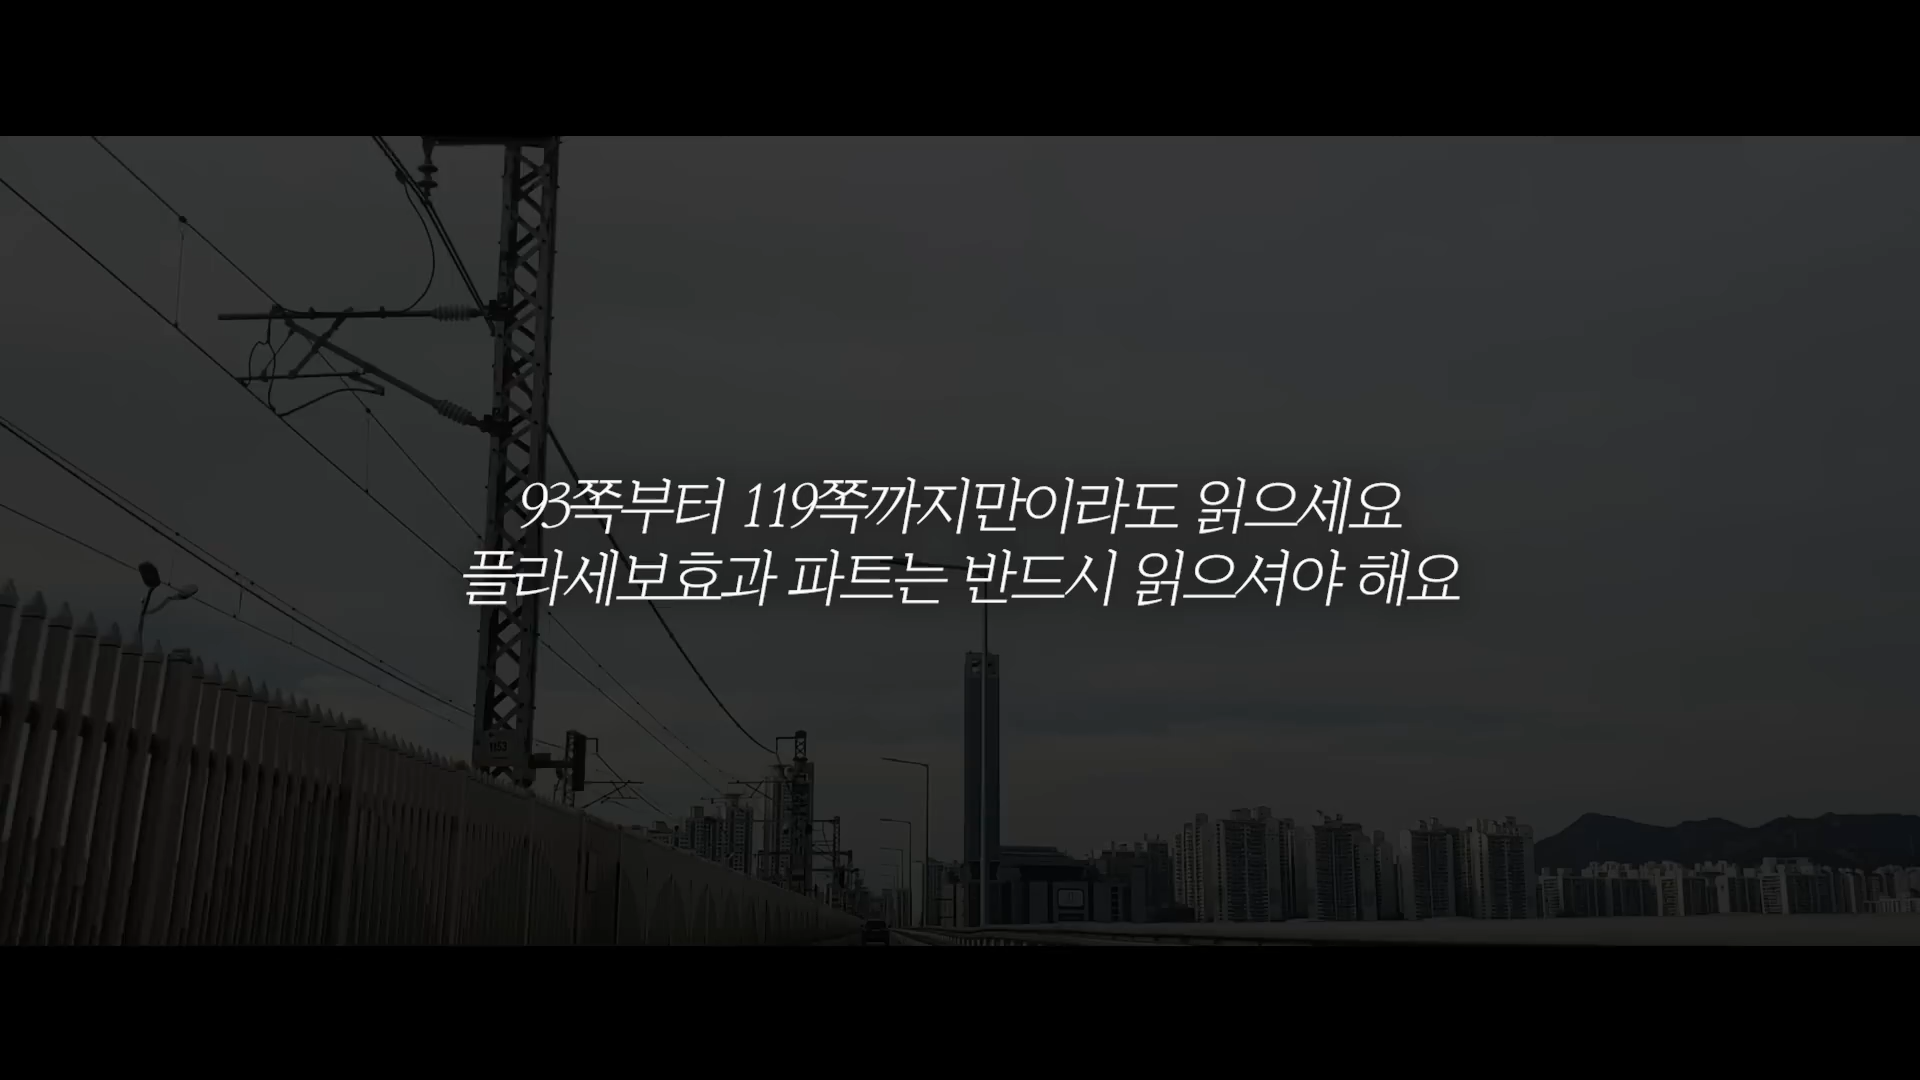 93쪽부터 119쪽까지만이라도 읽으세요
플라세보효과 파트는 반드시 읽으셔야 해요
1153